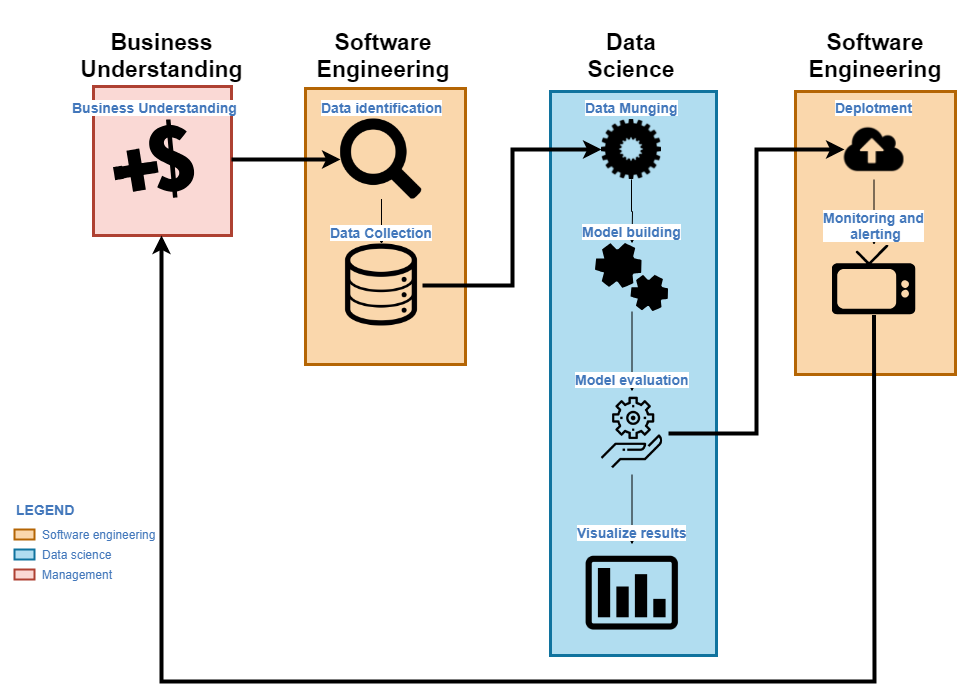 Business
Understanding
Business Understanding
Software
Engineering
Data identification
Data Collection
Data
Science
Data Munging
Model building
Model evaluation
Visualize results
Software
Engineering
Deplotment
Monitoring and
alerting
LEGEND
Software engineering
Data science
Management